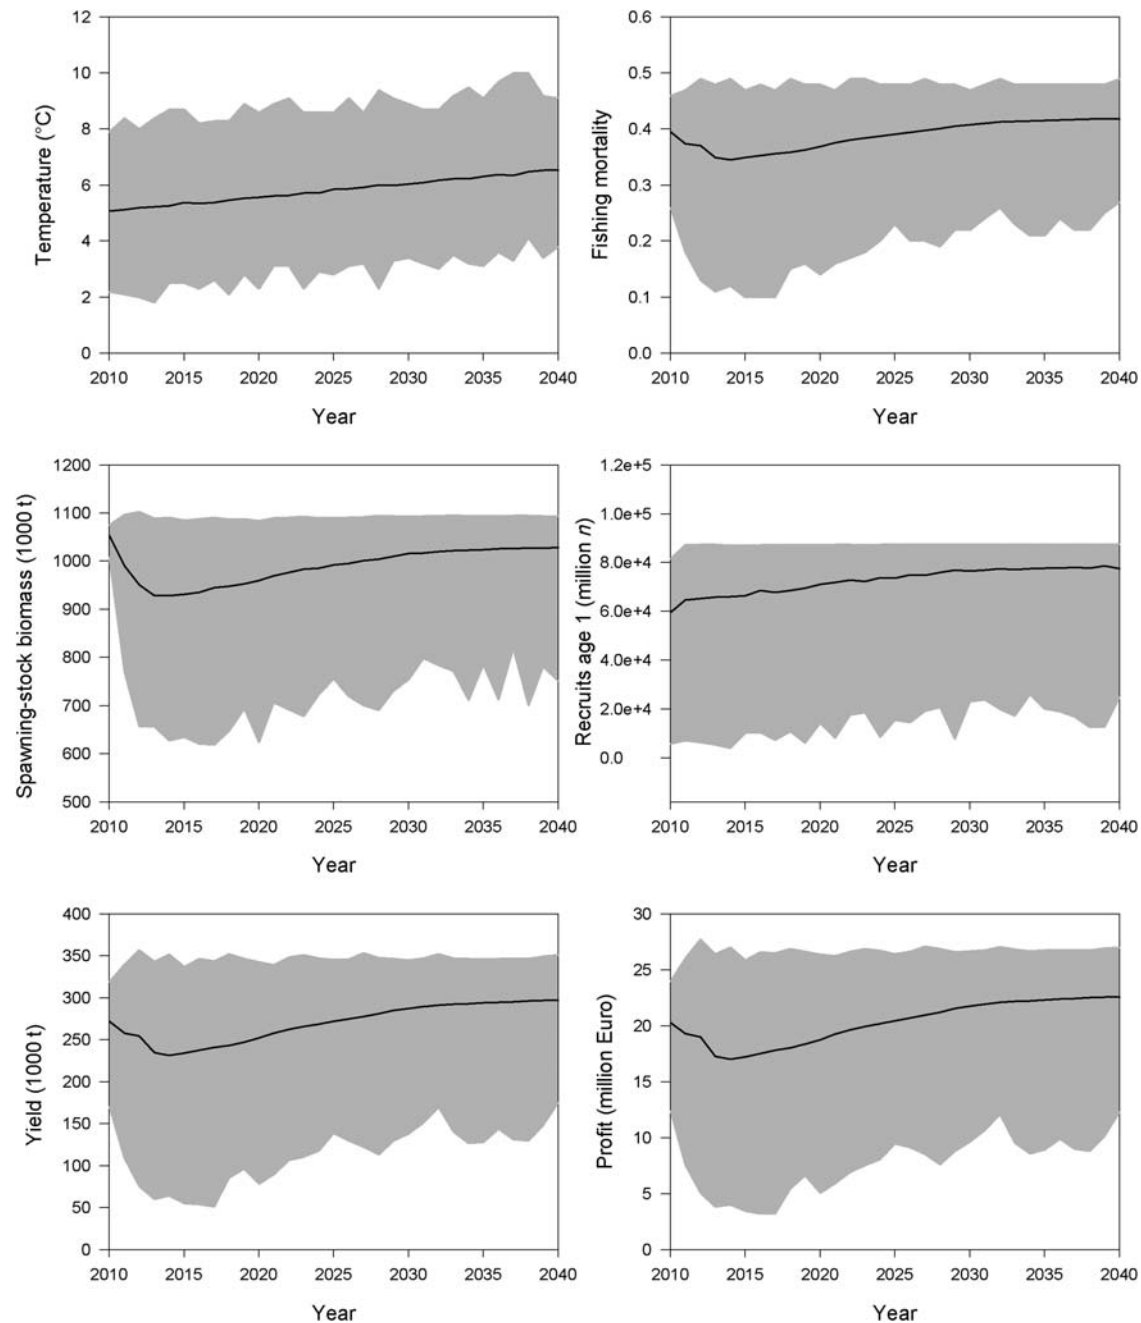 Temperature (°C)
12
10
8
6
4
2
0
2010 2015 2020 2025 2030 2035 2040
Year
Fishing mortality
0.6
0.5
0.4
0.3
0.2
0.1
0.0
2010 2015 2020 2025 2030 2035 2040
Year
Spawning-stock biomass (1000 t)
1200
1100
1000
900
800
700
600
500
2010 2015 2020 2025 2030 2035 2040
Year
Recruits age 1 (million n)
1.2e+5
1.0e+5
8.0e+4
6.0e+4
4.0e+4
2.0e+4
0.0
2010 2015 2020 2025 2030 2035 2040
Year
Yield (1000 t)
400
350
300
250
200
150
100
50
0
2010 2015 2020 2025 2030 2035 2040
Year
Profit (million Euro)
30
25
20
15
10
5
0
2010 2015 2020 2025 2030 2035 2040
Year